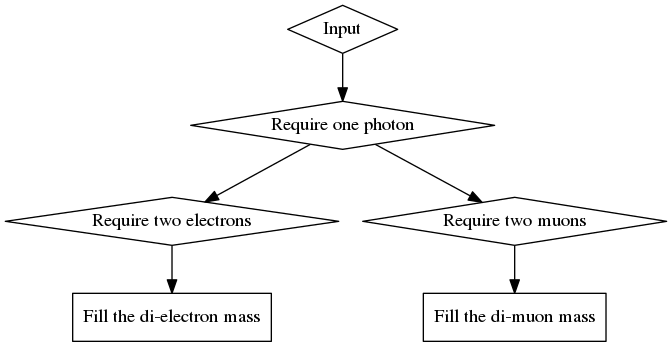 Input
Require one photon
Require two electrons
Require two muons
Fill the di-electron mass
Fill the di-muon mass